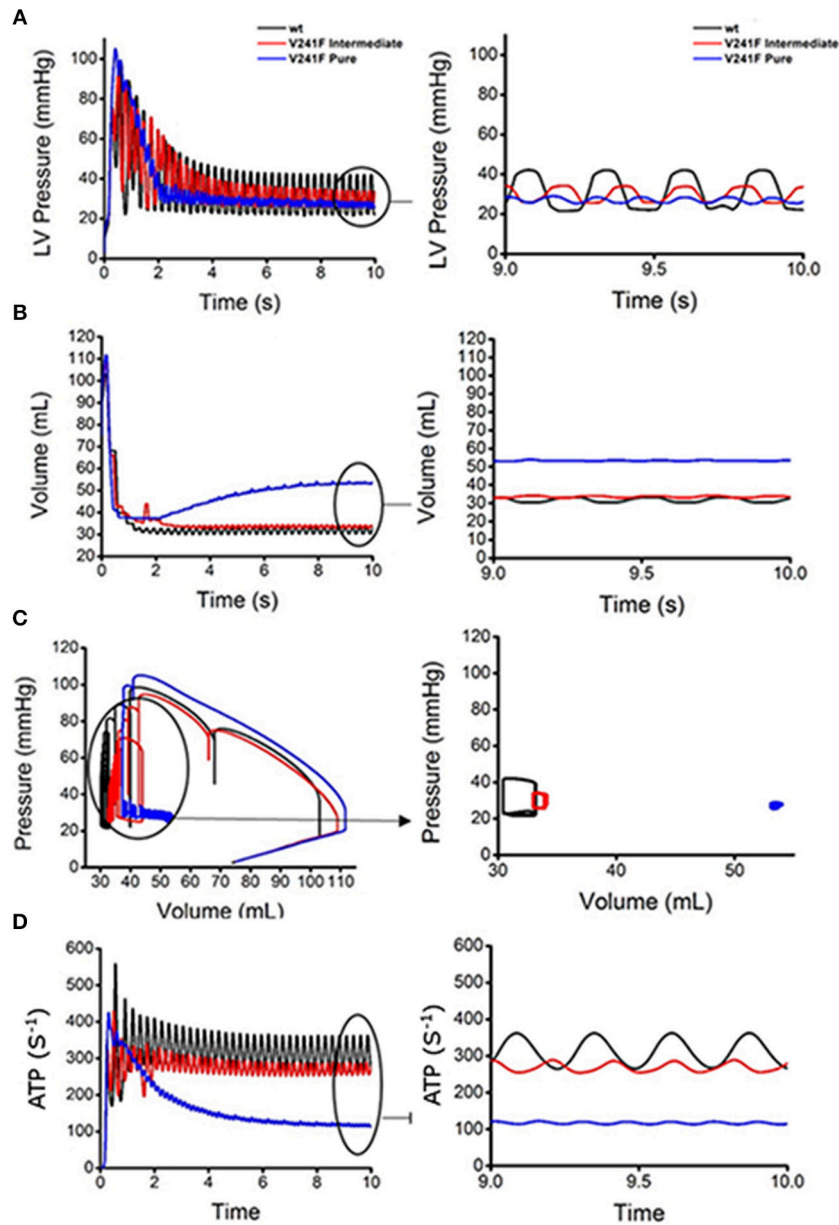 A
wt
V241F Intermediate
V241F Pure
LV Pressure (mmHg)
100
80
60
40
20
0
0 2 4 6 8 10
Time (s)
wt
V241F Intermediate
V241F Pure
LV Pressure (mmHg)
100
80
60
40
20
0
9.0 9.5 10.0
Time (s)
B
Volume (mL)
120
110
100
90
80
70
60
50
40
30
20
0 2 4 6 8 10
Time (s)
Volume (mL)
120
110
100
90
80
70
60
50
40
30
20
10
0
9.0 9.5 10.0
Time (s)
C
Pressure (mmHg)
120
100
80
60
40
20
0
30 40 50 60 70 80 90 100 110
Volume (mL)
Pressure (mmHg)
120
100
80
60
40
20
0
30 40 50
Volume (mL)
D
ATP (S-1)
600
500
400
300
200
100
0
0 2 4 6 8 10
Time
ATP (S-1)
600
500
400
300
200
100
0
9.0 9.5 10.0
Time